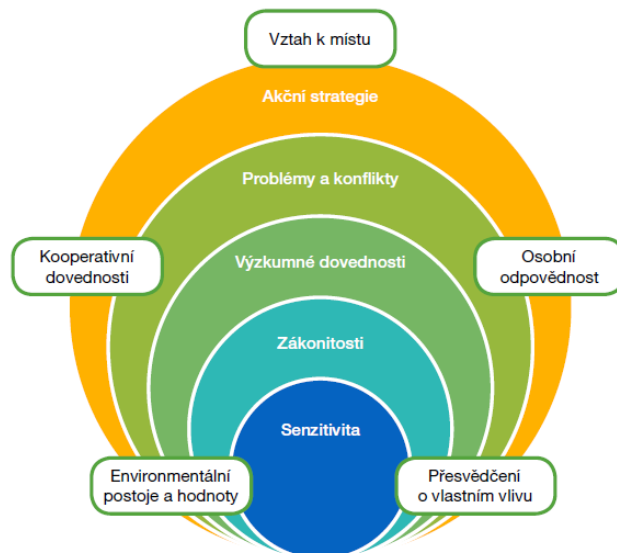 Vztah k místu
Akční strategie
Problémy a konflikty
Kooperativní
dovednosti
Výzkumné dovednosti
Osobní
odpovědnost
Zákonitosti
Senzitivita
Environmentální
postoje a hodnoty
Přesvědčení
o vlastním vlivu